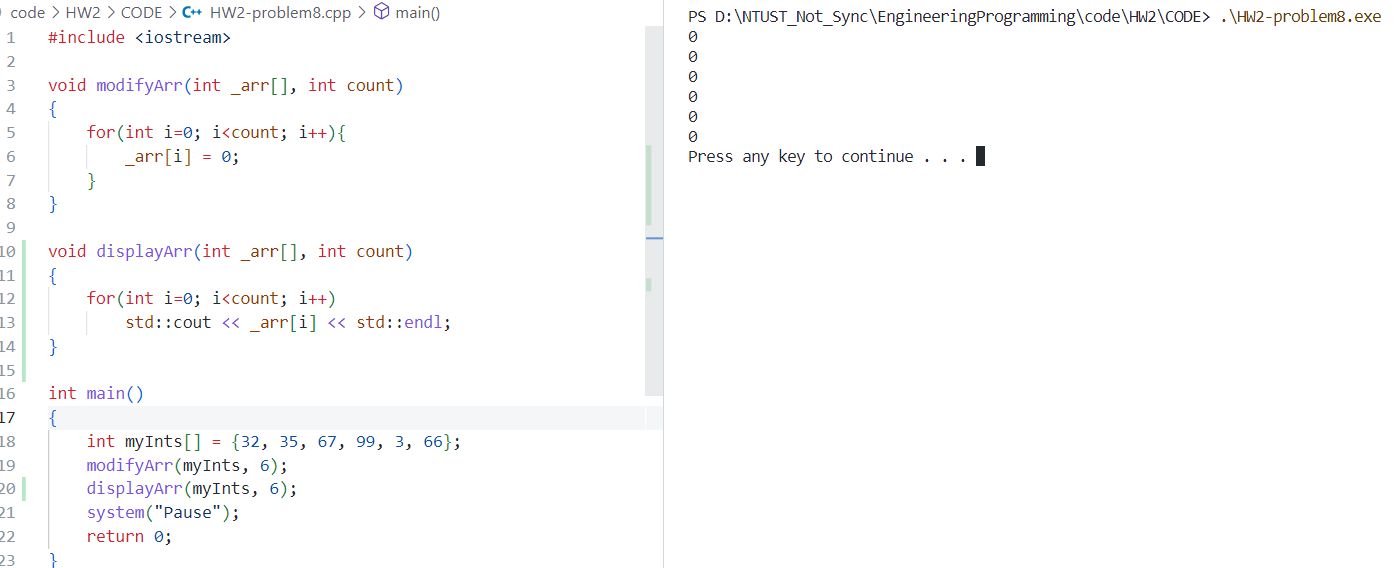 code > HW2 > CODE > C++ HW2-problem8.cpp > main()
1 #include <iostream>
2
3 void modifyArr(int _arr[], int count)
4 {
5     for(int i=0; i<count; i++){
6         _arr[i] = 0;
7     }
8 }
9
10 void displayArr(int _arr[], int count)
11 {
12     for(int i=0; i<count; i++)
13         std::cout << _arr[i] << std::endl;
14 }
15
16 int main()
17 {
18     int myInts[] = {32, 35, 67, 99, 3, 66};
19     modifyArr(myInts, 6);
20     displayArr(myInts, 6);
21     system("Pause");
22     return 0;
23 }
PS D:\NTUST_Not_Sync\EngineeringProgramming\code\HW2\CODE> .\HW2-problem8.exe
0
0
0
0
0
0
Press any key to continue . . .